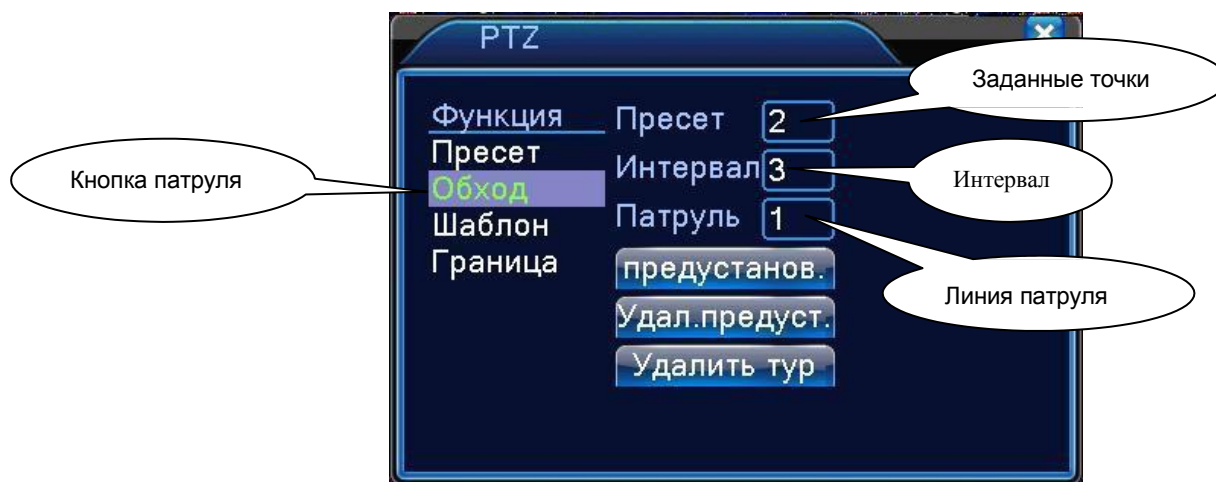 PTZ
Заданные точки
Функция
Пресет 2
Пресет
Интервал 3
Интервал
Кнопка патруля
Обход
Патруль 1
Шаблон
Граница
предустанов.
Линия патруля
Удал.предуст.
Удалить тур